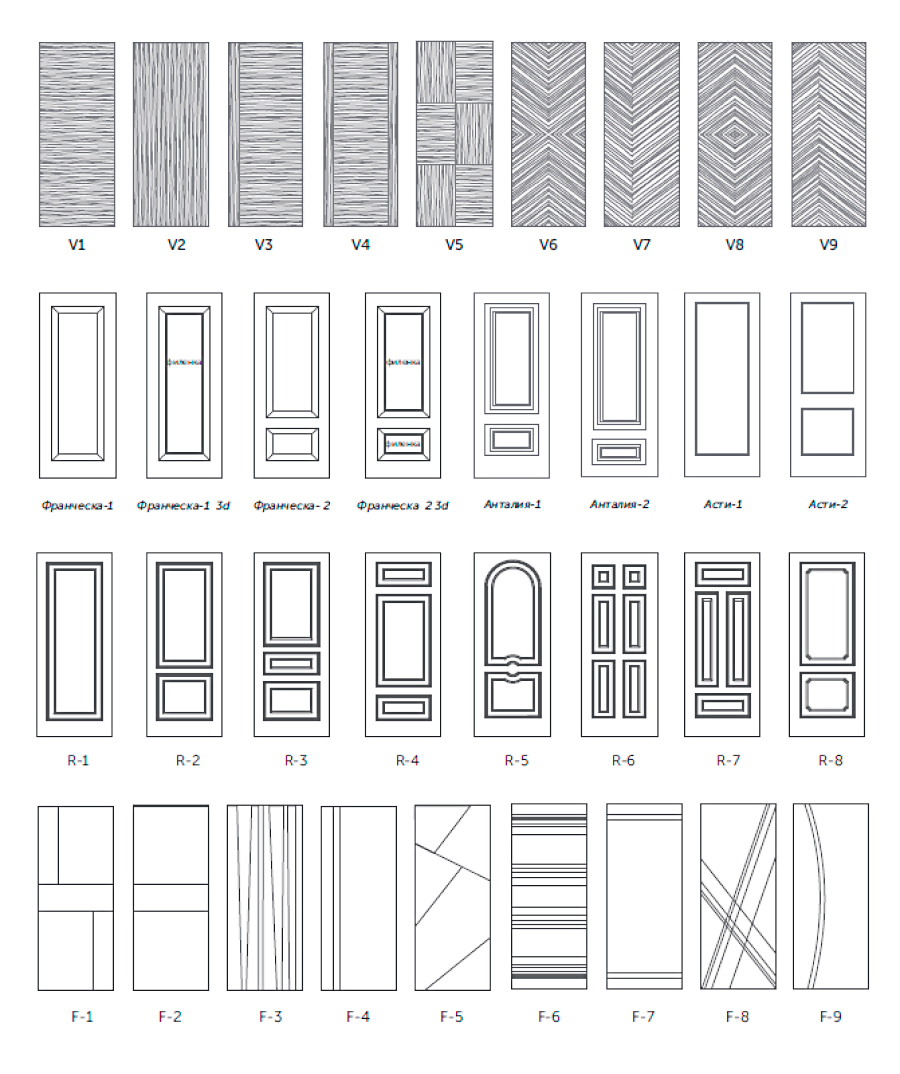 V1 V2 V3 V4 V5 V6 V7 V8 V9
филенка филенка
филенка
Франческа-1 Франческа-1 3d Франческа-2 Франческа 2 3d Анталия-1 Анталия-2 Асти-1 Асти-2
R-1 R-2 R-3 R-4 R-5 R-6 R-7 R-8
F-1 F-2 F-3 F-4 F-5 F-6 F-7 F-8 F-9